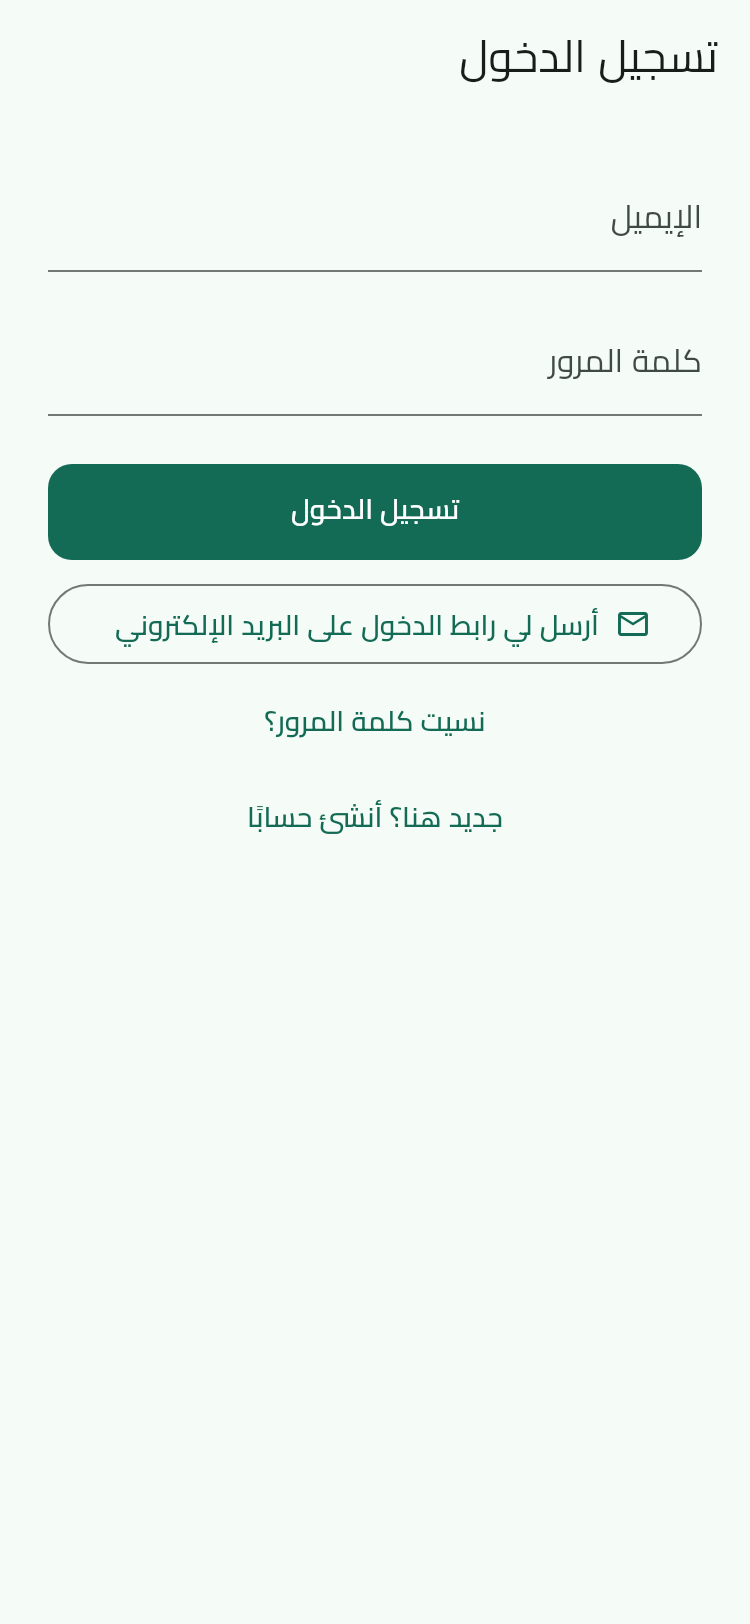 تسجيل الدخول
الإيميل
كلمة المرور
تسجيل الدخول
أرسل لي رابط الدخول على البريد الإلكتروني
نسيت كلمة المرور؟
جديد هنا؟ أنشئ حسابًا